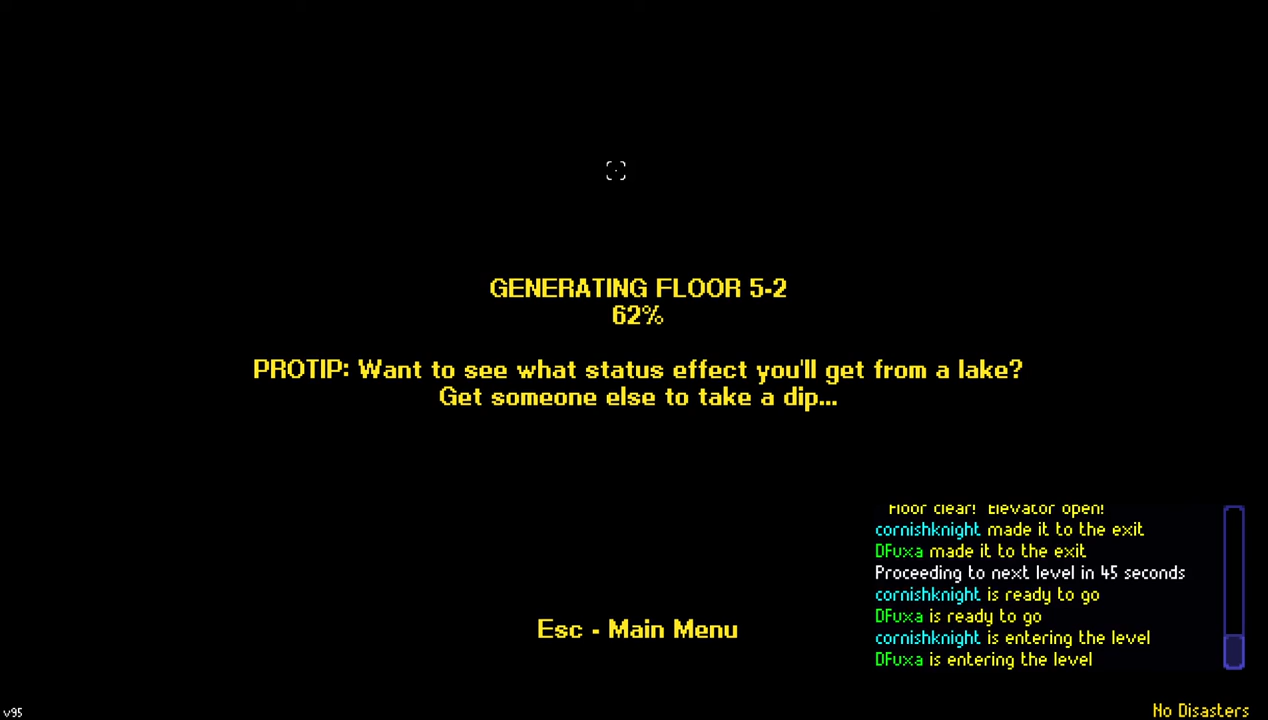 GENERATING FLOOR 5-2
62%
PROTIP: Want to see what status effect you'll get from a lake?
Get someone else to take a dip...
Floor clear! Elevator open!
cornishknight made it to the exit
DFuxa made it to the exit
Proceeding to next level in 45 seconds
cornishknight is ready to go
DFuxa is ready to go
cornishknight is entering the level
DFuxa is entering the level
Esc - Main Menu
v95
No Disasters